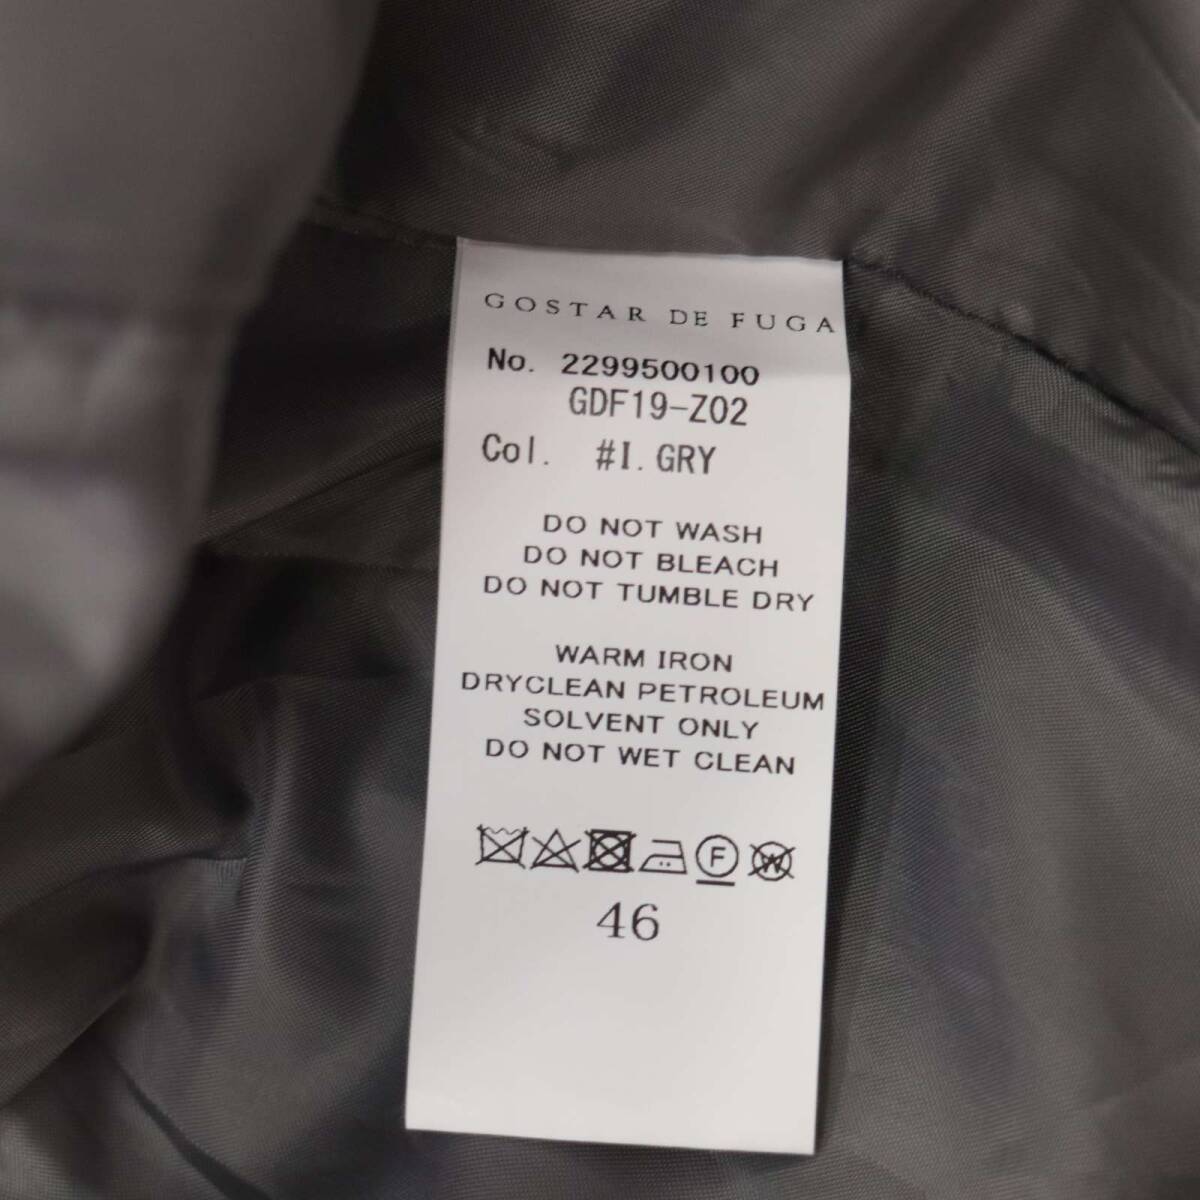 GOSTAR DE FUGA
No. 2299500100
GDF19-Z02
Col. #I.GRY
DO NOT WASH
DO NOT BLEACH
DO NOT TUMBLE DRY
WARM IRON
DRYCLEAN PETROLEUM
SOLVENT ONLY
DO NOT WET CLEAN
F W
46